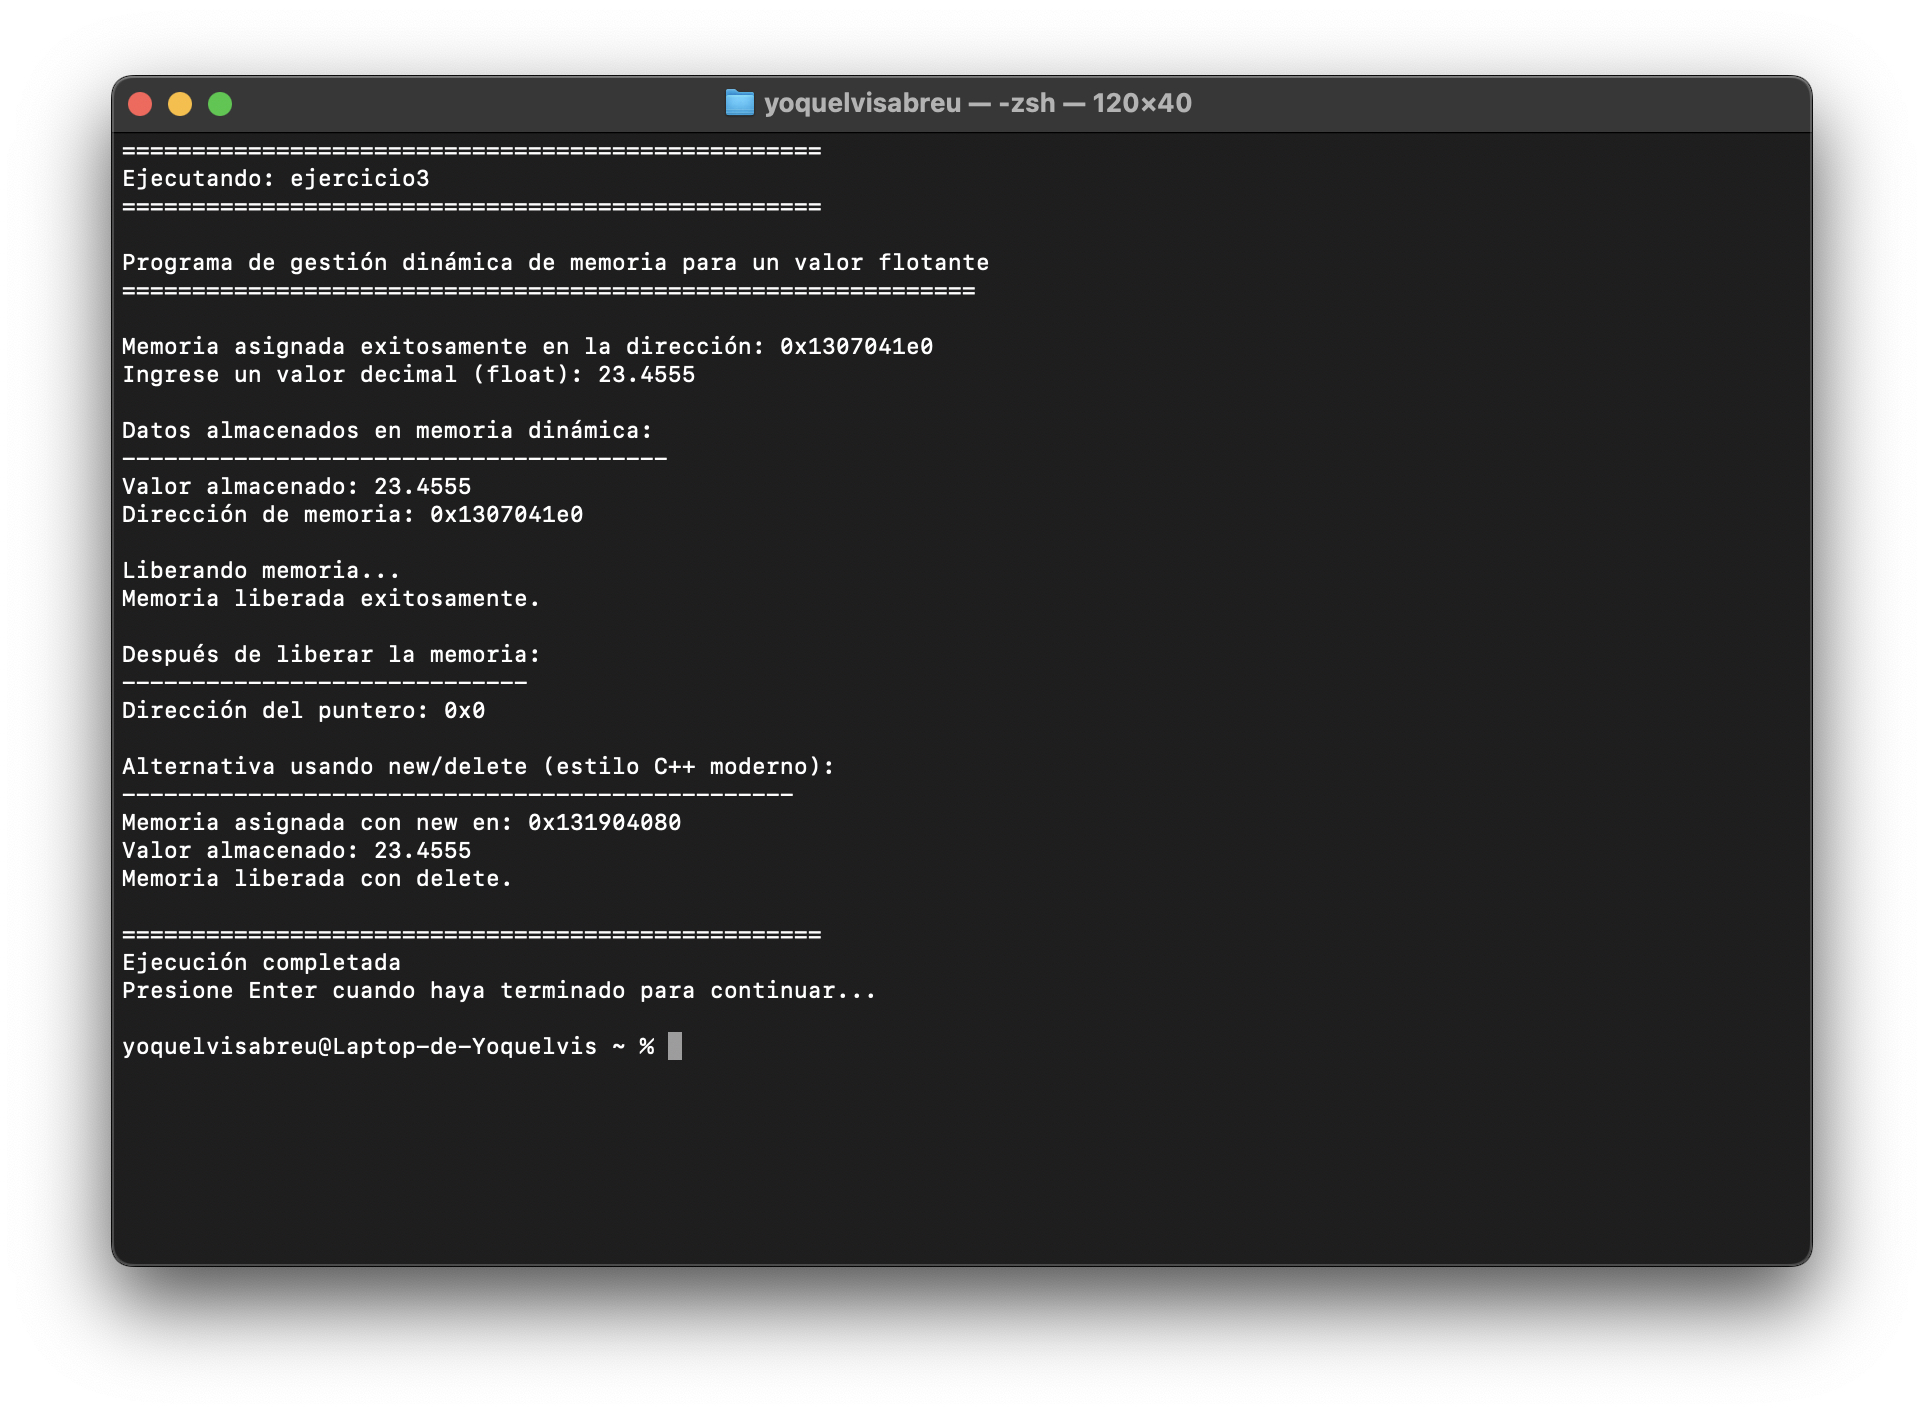 yoquelvisabreu — -zsh — 120×40
==================================================
Ejecutando: ejercicio3
==================================================
Programa de gestión dinámica de memoria para un valor flotante
=============================================================
Memoria asignada exitosamente en la dirección: 0x1307041e0
Ingrese un valor decimal (float): 23.4555
Datos almacenados en memoria dinámica:
---------------------------------------
Valor almacenado: 23.4555
Dirección de memoria: 0x1307041e0
Liberando memoria...
Memoria liberada exitosamente.
Después de liberar la memoria:
-----------------------------
Dirección del puntero: 0x0
Alternativa usando new/delete (estilo C++ moderno):
------------------------------------------------
Memoria asignada con new en: 0x131904080
Valor almacenado: 23.4555
Memoria liberada con delete.
==================================================
Ejecución completada
Presione Enter cuando haya terminado para continuar...
yoquelvisabreu@Laptop-de-Yoquelvis ~ %